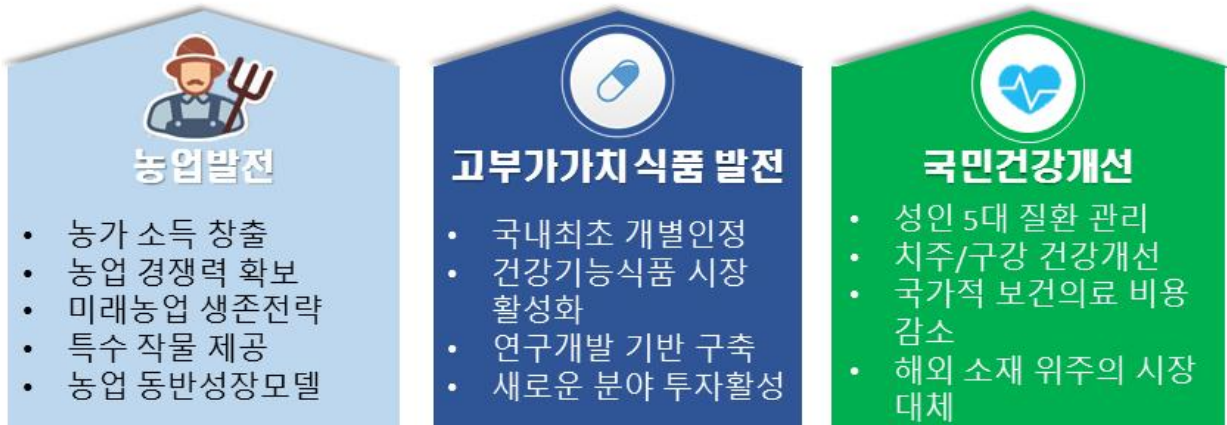 농업발전
• 농가 소득 창출
• 농업 경쟁력 확보
• 미래농업 생존전략
• 특수 작물 제공
• 농업 동반성장모델
고부가가치 식품 발전
• 국내최초 개별인정
• 건강기능식품 시장
활성화
• 연구개발 기반 구축
• 새로운 분야 투자활성
국민건강개선
• 성인 5대 질환 관리
• 치주/구강 건강개선
• 국가적 보건의료 비용
감소
• 해외 소재 위주의 시장
대체